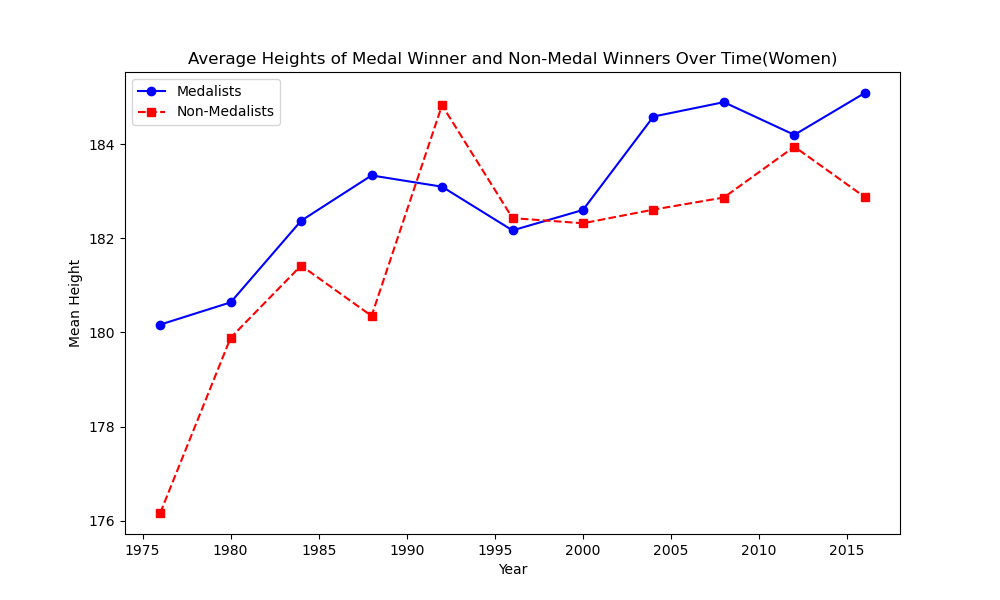 Average Heights of Medal Winner and Non-Medal Winners Over Time(Women)
Medalists
Non-Medalists
184
182
180
178
176
Mean Height
1975 1980 1985 1990 1995 2000 2005 2010 2015
Year